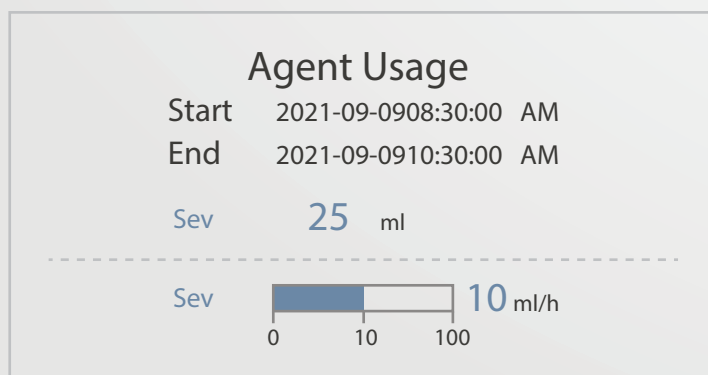 Agent Usage
Start 2021-09-0908:30:00 AM
End 2021-09-0910:30:00 AM
Sev 25 ml
Sev 10 ml/h
0 10 100